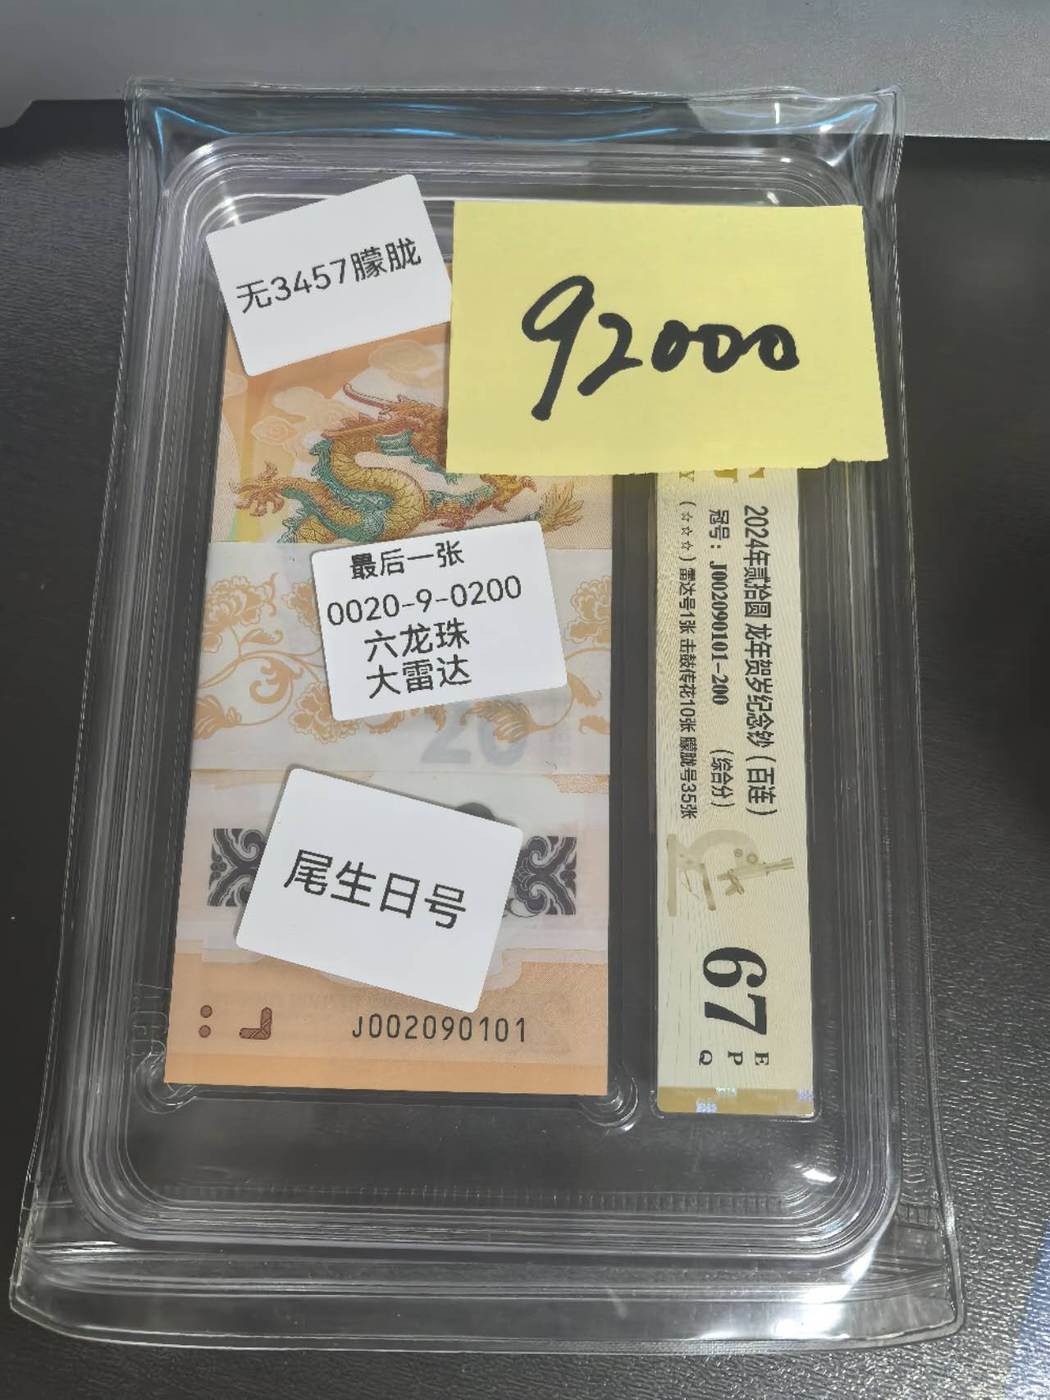 无3457朦胧
92000
最后一张
0020-9-0200
六龙珠
大雷达
尾生日号
J002090101
2024年贰拾圆 龙年贺岁纪念钞（百连）
冠号：J002090101-200 （综合分）
（☆☆☆）雷达号1张 击鼓传花10张 朦胧号35张
67
E
P
Q
20